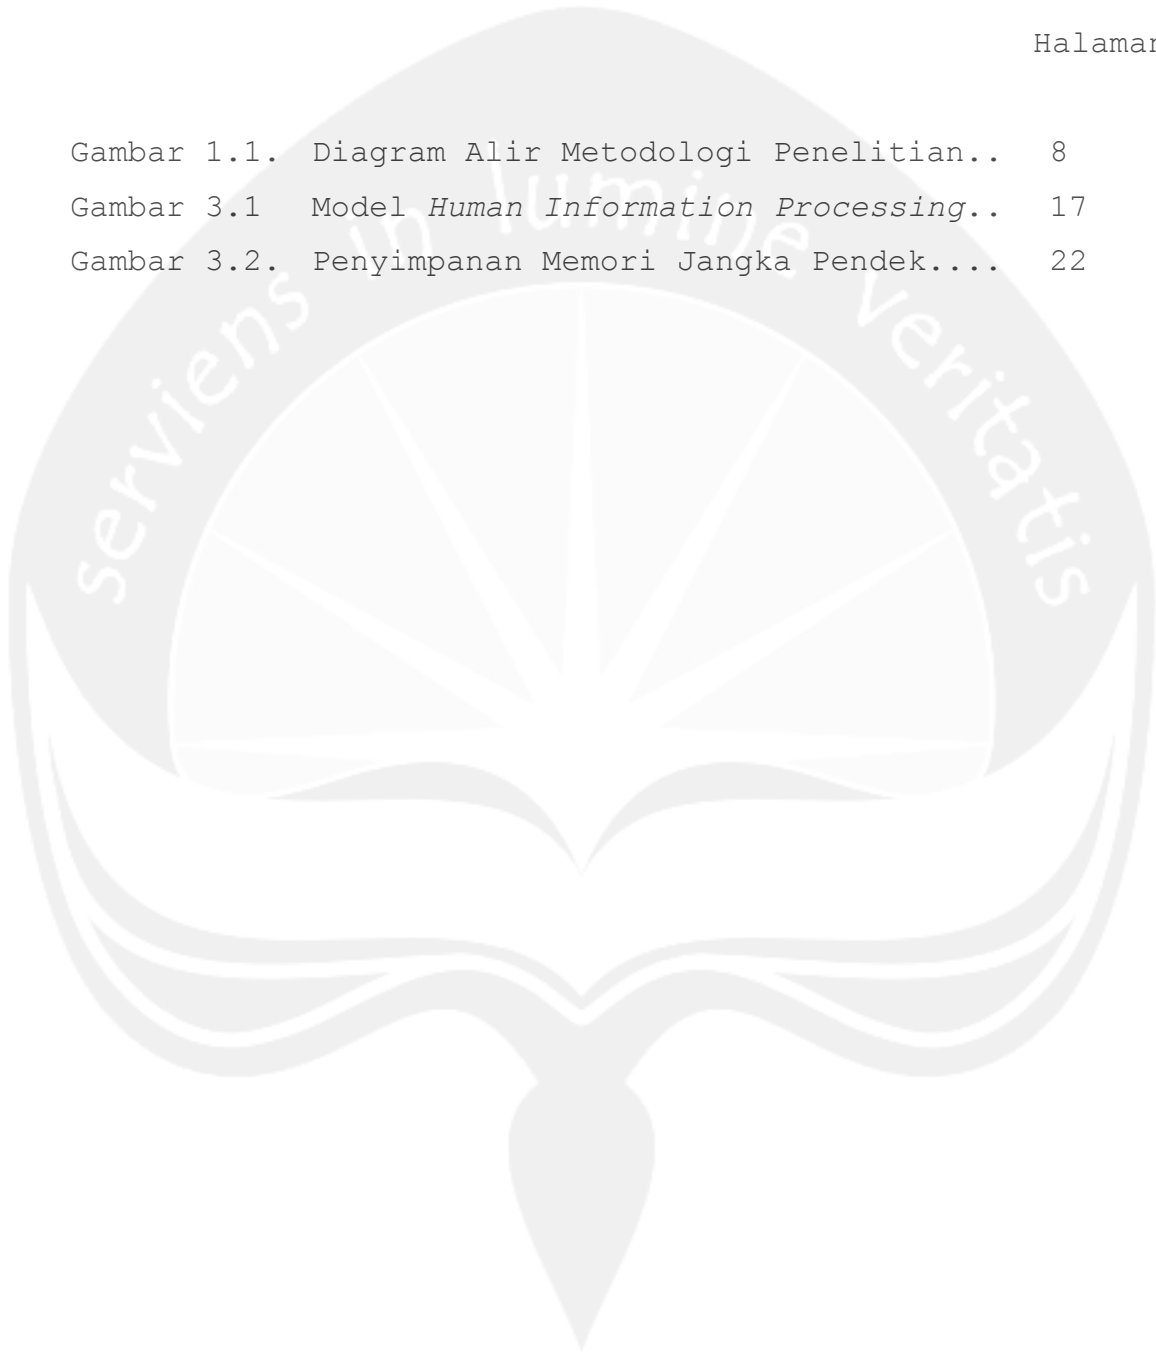 Halaman
Gambar 1.1. Diagram Alir Metodologi Penelitian.. 8
Gambar 3.1 Model Human Information Processing.. 17
Gambar 3.2. Penyimpanan Memori Jangka Pendek.... 22
serviens in lumine veritatis